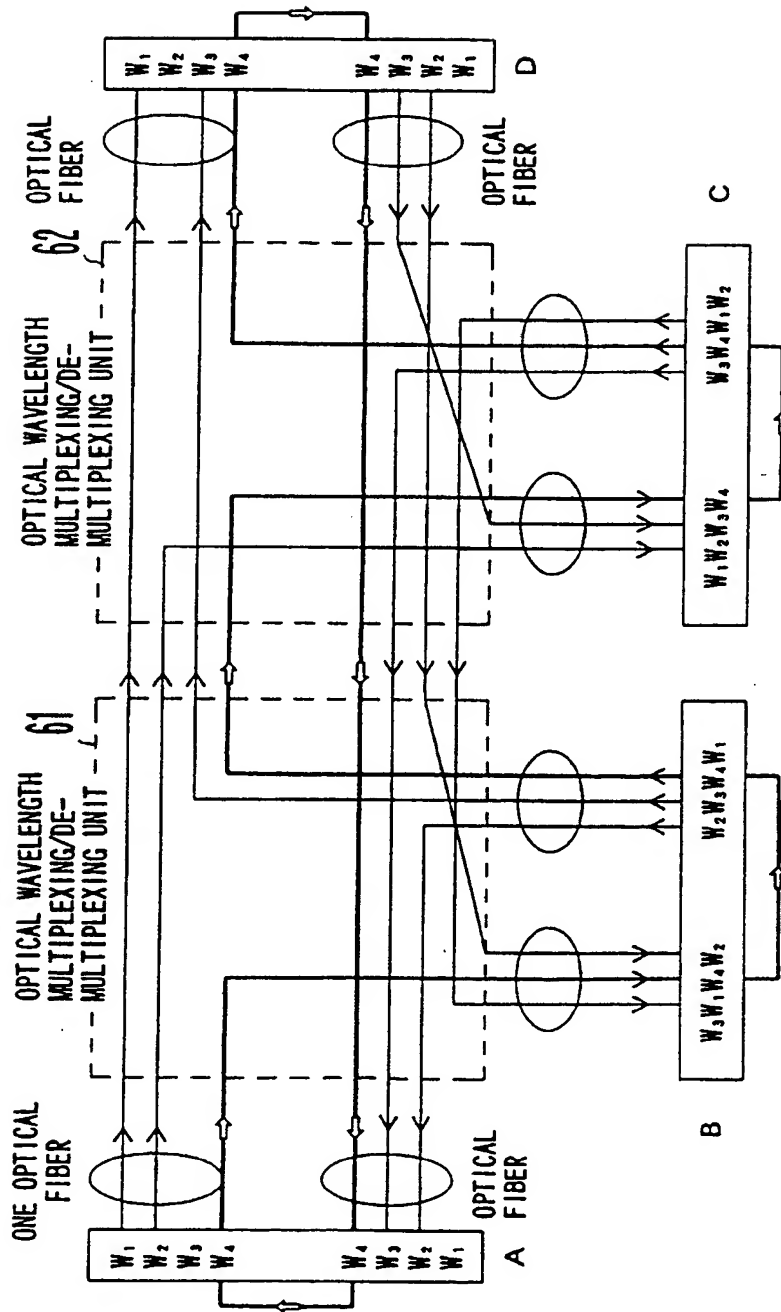 ONE OPTICAL
FIBER
OPTICAL WAVELENGTH
MULTIPLEXING/DE-
MULTIPLEXING UNIT
61
OPTICAL WAVELENGTH
MULTIPLEXING/DE-
MULTIPLEXING UNIT
62
OPTICAL
FIBER
W₁
W₂
W₃
W₄
W₄
W₃
W₂
W₁
A
OPTICAL
FIBER
W₁
W₂
W₃
W₄
W₄
W₃
W₂
W₁
D
OPTICAL
FIBER
W₃W₁W₄W₂
W₂W₃W₄W₁
B
W₁W₂W₃W₄
W₃W₄W₁W₂
C